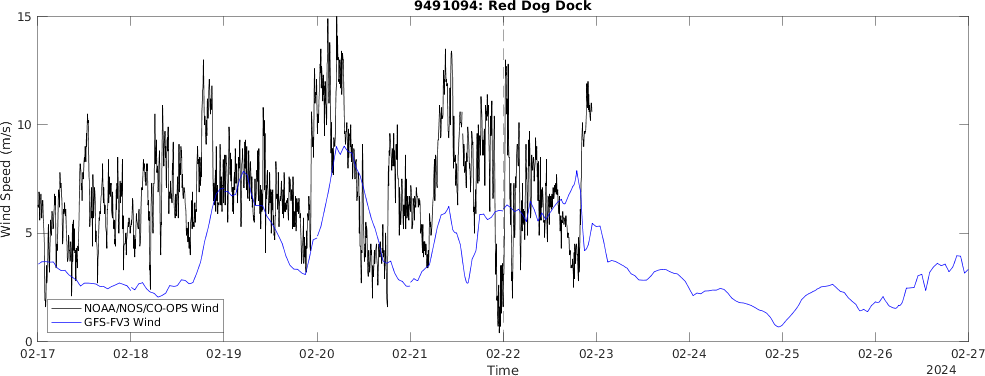 9491094: Red Dog Dock
15
10
5
0
Wind Speed (m/s)
NOAA/NOS/CO-OPS Wind
GFS-FV3 Wind
02-17 02-18 02-19 02-20 02-21 02-22 02-23 02-24 02-25 02-26 02-27
Time
2024